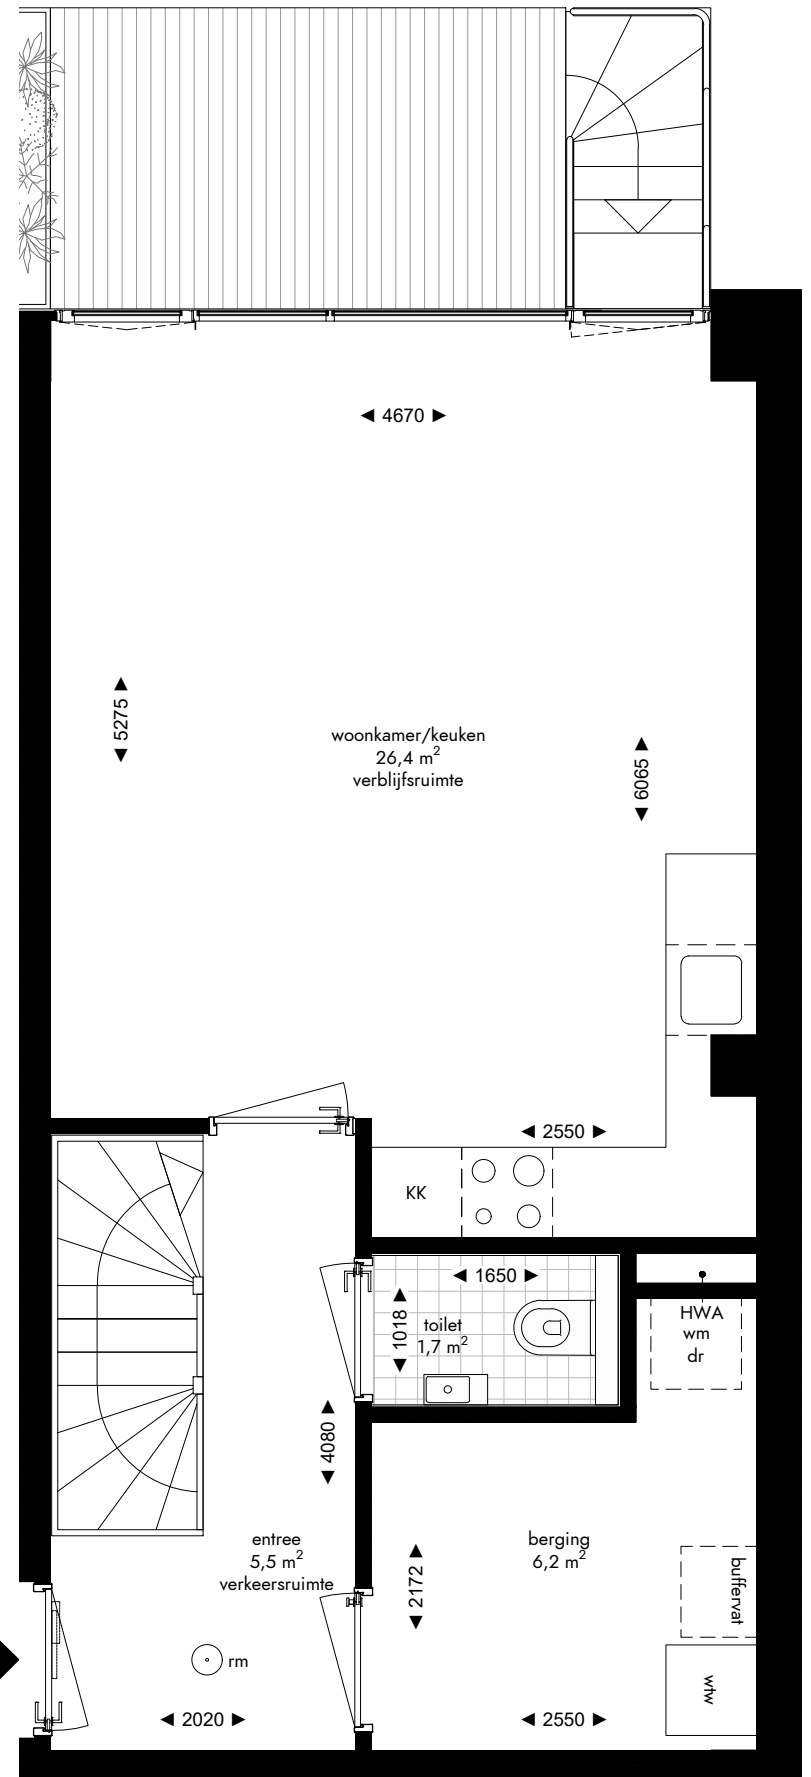 4670
5275
woonkamer/keuken
26,4 m²
verblijfsruimte
6065
2550
KK
1650
1018
toilet
1,7 m²
HWA
wm
dr
4080
entree
5,5 m²
verkeersruimte
2172
berging
6,2 m²
buffervat
rm
wtw
2020
2550